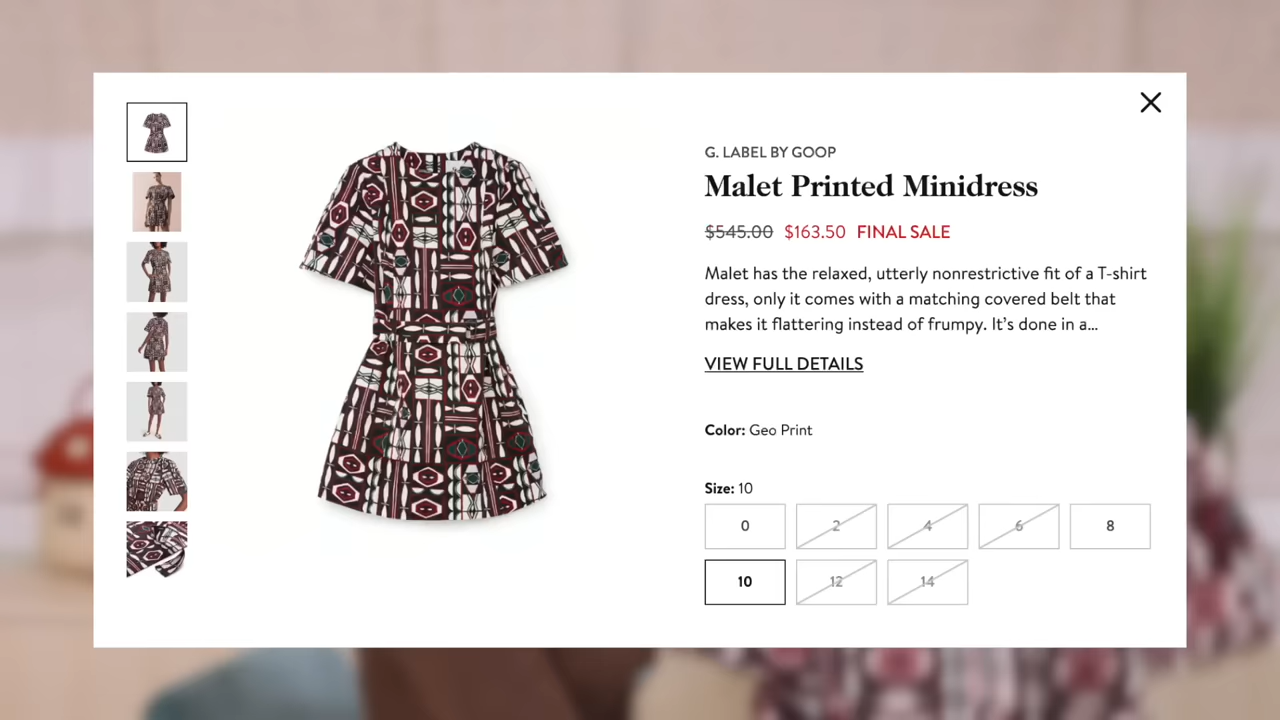 G. LABEL BY GOOP
Malet Printed Minidress
$545.00 $163.50 FINAL SALE
Malet has the relaxed, utterly nonrestrictive fit of a T-shirt
dress, only it comes with a matching covered belt that
makes it flattering instead of frumpy. It’s done in a...
VIEW FULL DETAILS
Color: Geo Print
Size: 10
0 2 4 6 8
10 12 14